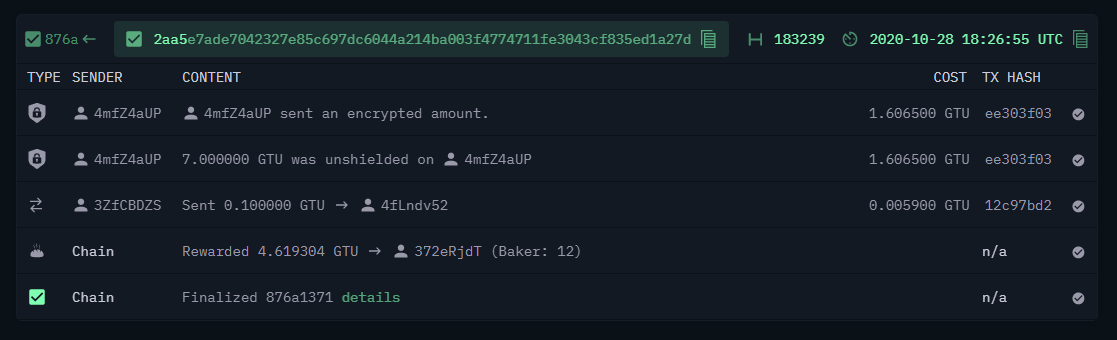 876a ← 2aa5e7ade7042327e85c697dc6044a214ba003f4774711fe3043cf835ed1a27d 183239 2020-10-28 18:26:55 UTC
TYPE SENDER CONTENT COST TX HASH
4mfZ4aUP 4mfZ4aUP sent an encrypted amount. 1.606500 GTU ee303f03
4mfZ4aUP 7.000000 GTU was unshielded on 4mfZ4aUP 1.606500 GTU ee303f03
3ZfCBDZS Sent 0.100000 GTU → 4fLndv52 0.005900 GTU 12c97bd2
Chain Rewarded 4.619304 GTU → 372eRjdT (Baker: 12) n/a
Chain Finalized 876a1371 details n/a